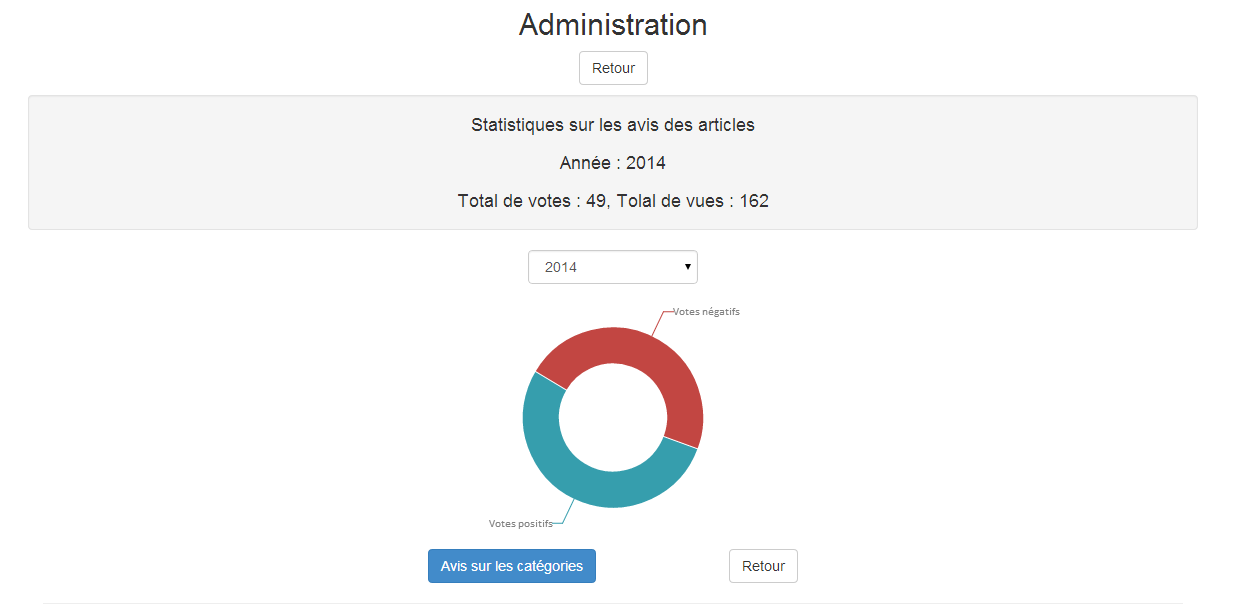 Administration
Retour
Statistiques sur les avis des articles
Année : 2014
Total de votes : 49, Tolal de vues : 162
2014
Votes négatifs
Votes positifs
Avis sur les catégories
Retour